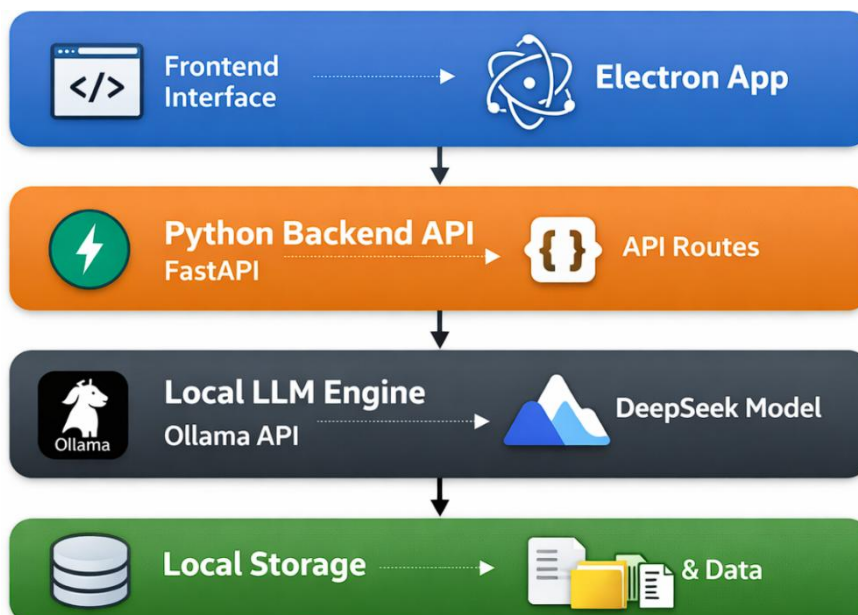 </>
Frontend
Interface
Electron App
Python Backend API
FastAPI
{ }
API Routes
Ollama
Local LLM Engine
Ollama API
DeepSeek Model
Local Storage
& Data